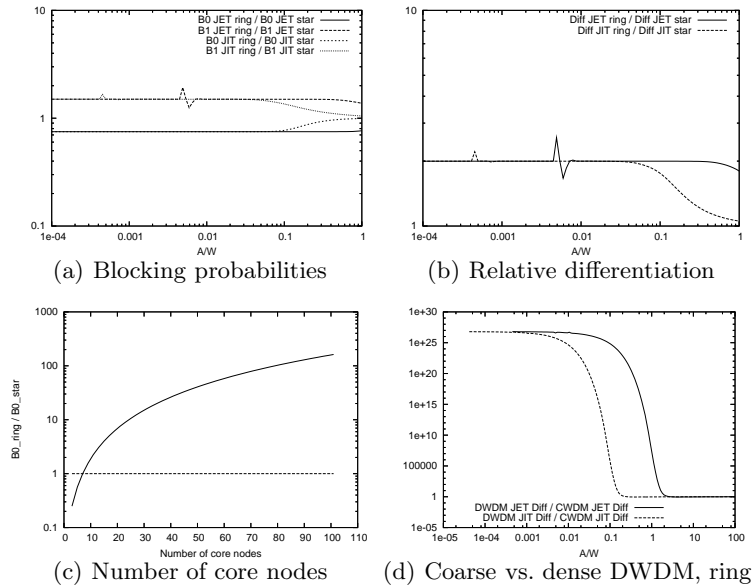 B0 JET ring / B0 JET star
B1 JET ring / B1 JET star
B0 JIT ring / B0 JIT star
B1 JIT ring / B1 JIT star
10
1
0.1
1e-04 0.001 0.01 0.1 1
A/W
(a) Blocking probabilities
Diff JET ring / Diff JET star
Diff JIT ring / Diff JIT star
10
1
1e-04 0.001 0.01 0.1 1
A/W
(b) Relative differentiation
1000
100
10
1
0.1
B0_ring / B0_star
0 10 20 30 40 50 60 70 80 90 100 110
Number of core nodes
(c) Number of core nodes
1e+30
1e+25
1e+20
1e+15
1e+10
100000
1
1e-05
DWDM JET Diff / CWDM JET Diff
DWDM JIT Diff / CWDM JIT Diff
1e-05 1e-04 0.001 0.01 0.1 1 10 100
A/W
(d) Coarse vs. dense DWDM, ring